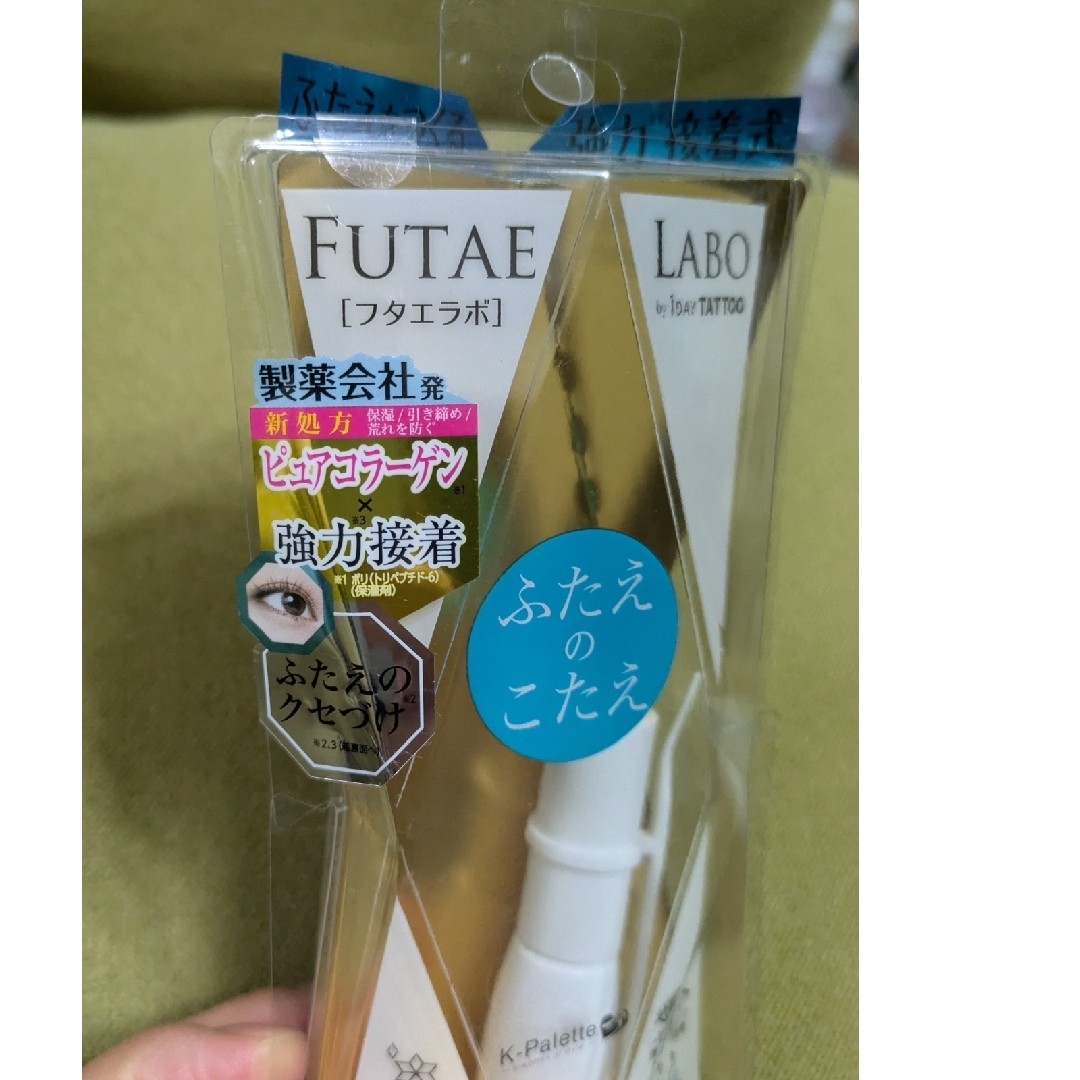 強力接着式
FUTAE
LABO
[フタエラボ]
by 1DAY TATTOO
製薬会社発
新処方 保湿/引き締め/
荒れを防ぐ
ピュアコラーゲン ※1
×
※3
強力接着
※1 ポリ(トリペプチド-6)
(保湿剤)
ふたえの
クセづけ ※2
ふたえ
の
こたえ
K-Palette